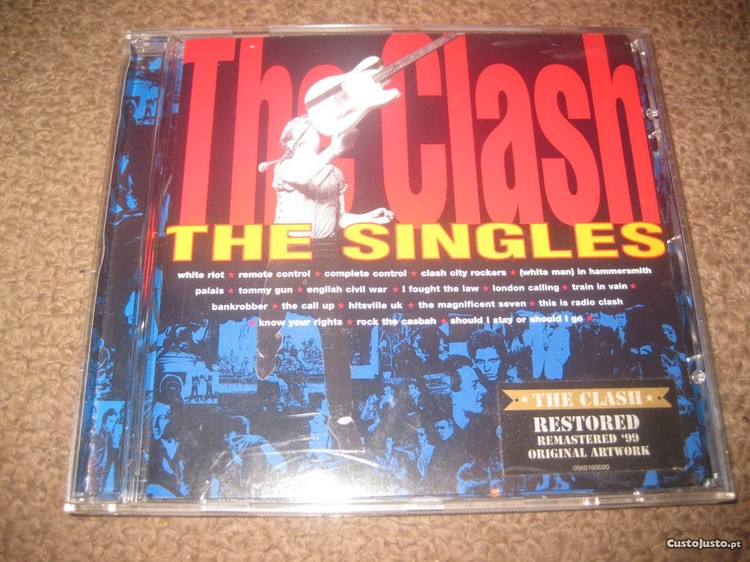 The Clash
THE SINGLES
white riot ★ remote control ★ complete control ★ clash city rockers ★ (white man) in hammersmith
palais ★ tommy gun ★ english civil war ★ I fought the law ★ london calling ★ train in vain ★
bankrobber ★ the call up ★ hitsville uk ★ the magnificent seven ★ this is radio clash
★ know your rights ★ rock the casbah ★ should I stay or should I go ★
★ THE CLASH ★
RESTORED
REMASTERED '99
ORIGINAL ARTWORK
0560160000
CustoJusto.pt